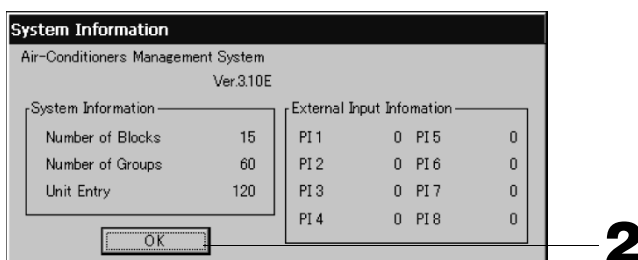 System Information
Air-Conditioners Management System
Ver.3.10E
System Information
Number of Blocks 15
Number of Groups 60
Unit Entry 120
External Input Infomation
PI 1 0 PI 5 0
PI 2 0 PI 6 0
PI 3 0 PI 7 0
PI 4 0 PI 8 0
OK
2